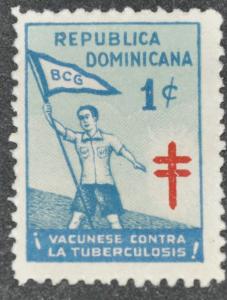 REPUBLICA
DOMINICANA
BCG
1¢
¡ VACUNESE CONTRA
LA TUBERCULOSIS !